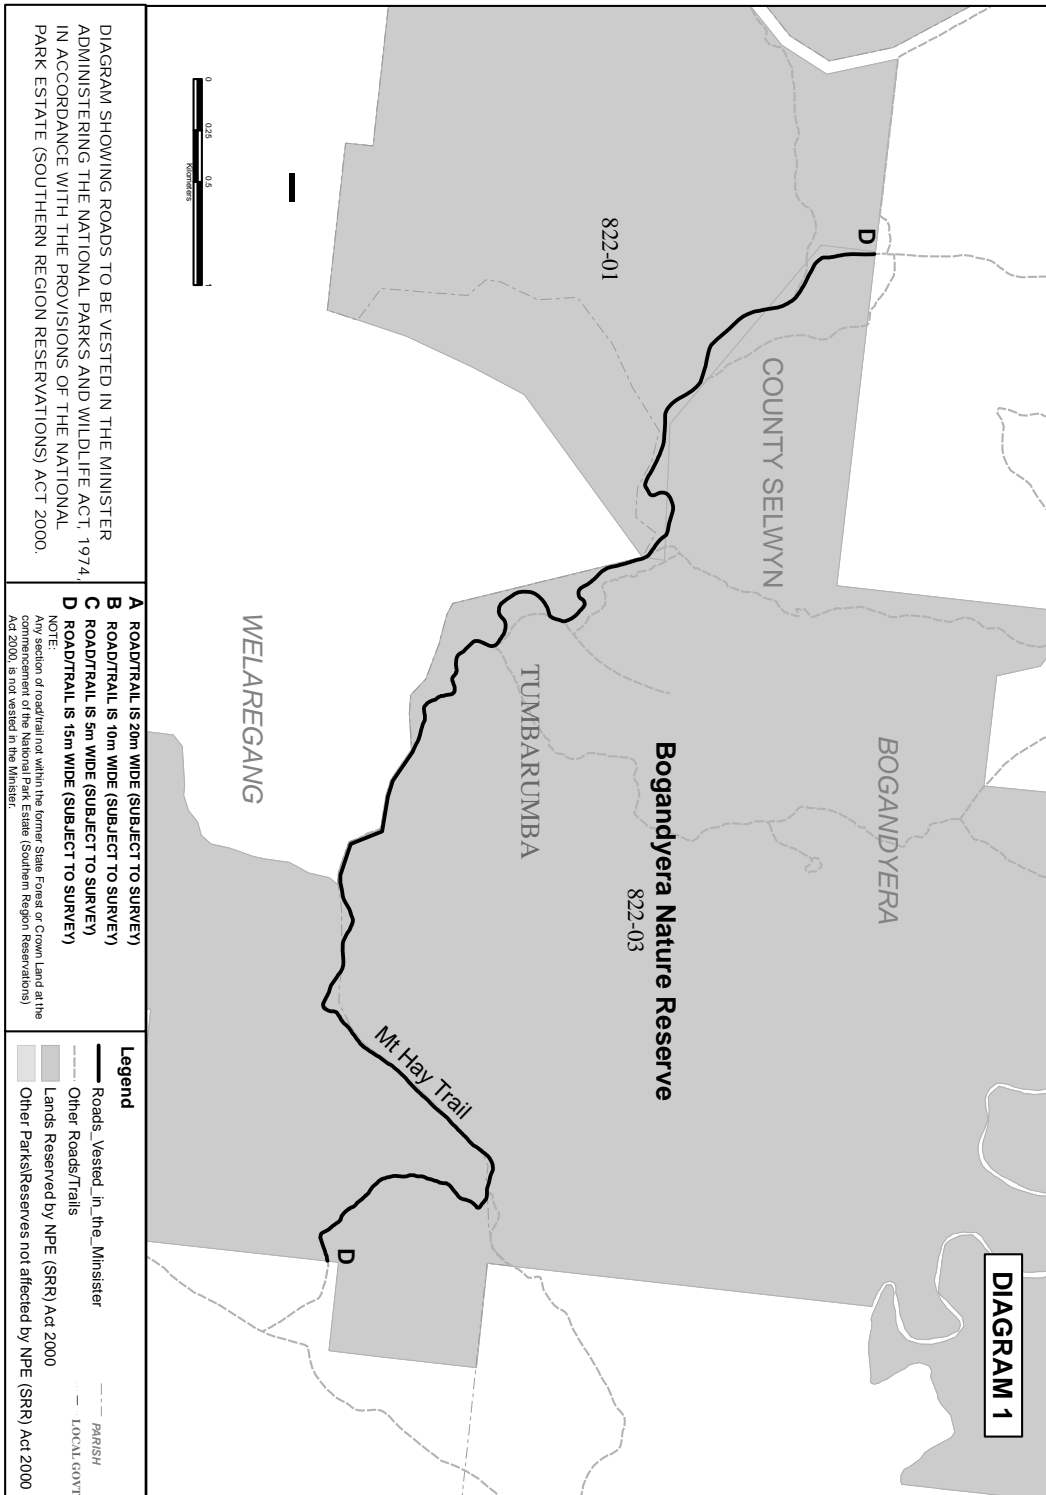 DIAGRAM 1
D
822-01
COUNTY SELWYN
BOGANDYERA
Bogandyera Nature Reserve
822-03
TUMBARUMBA
WELAREGANG
Mt Hay Trail
D
0 0.25 0.5 1
Kilometers
DIAGRAM SHOWING ROADS TO BE VESTED IN THE MINISTER
ADMINISTERING THE NATIONAL PARKS AND WILDLIFE ACT, 1974,
IN ACCORDANCE WITH THE PROVISIONS OF THE NATIONAL
PARK ESTATE (SOUTHERN REGION RESERVATIONS) ACT 2000.
A ROAD/TRAIL IS 20m WIDE (SUBJECT TO SURVEY)
B ROAD/TRAIL IS 10m WIDE (SUBJECT TO SURVEY)
C ROAD/TRAIL IS 5m WIDE (SUBJECT TO SURVEY)
D ROAD/TRAIL IS 15m WIDE (SUBJECT TO SURVEY)
NOTE:
Any section of road/trail not within the former State Forest or Crown Land at the
commencement of the National Park Estate (Southern Region Reservations)
Act 2000, is not vested in the Minister.
Legend
Roads_Vested_in_the_Minsister
Other Roads/Trails
Lands Reserved by NPE (SRR) Act 2000
Other Parks\Reserves not affected by NPE (SRR) Act 2000
PARISH
LOCAL GOVT